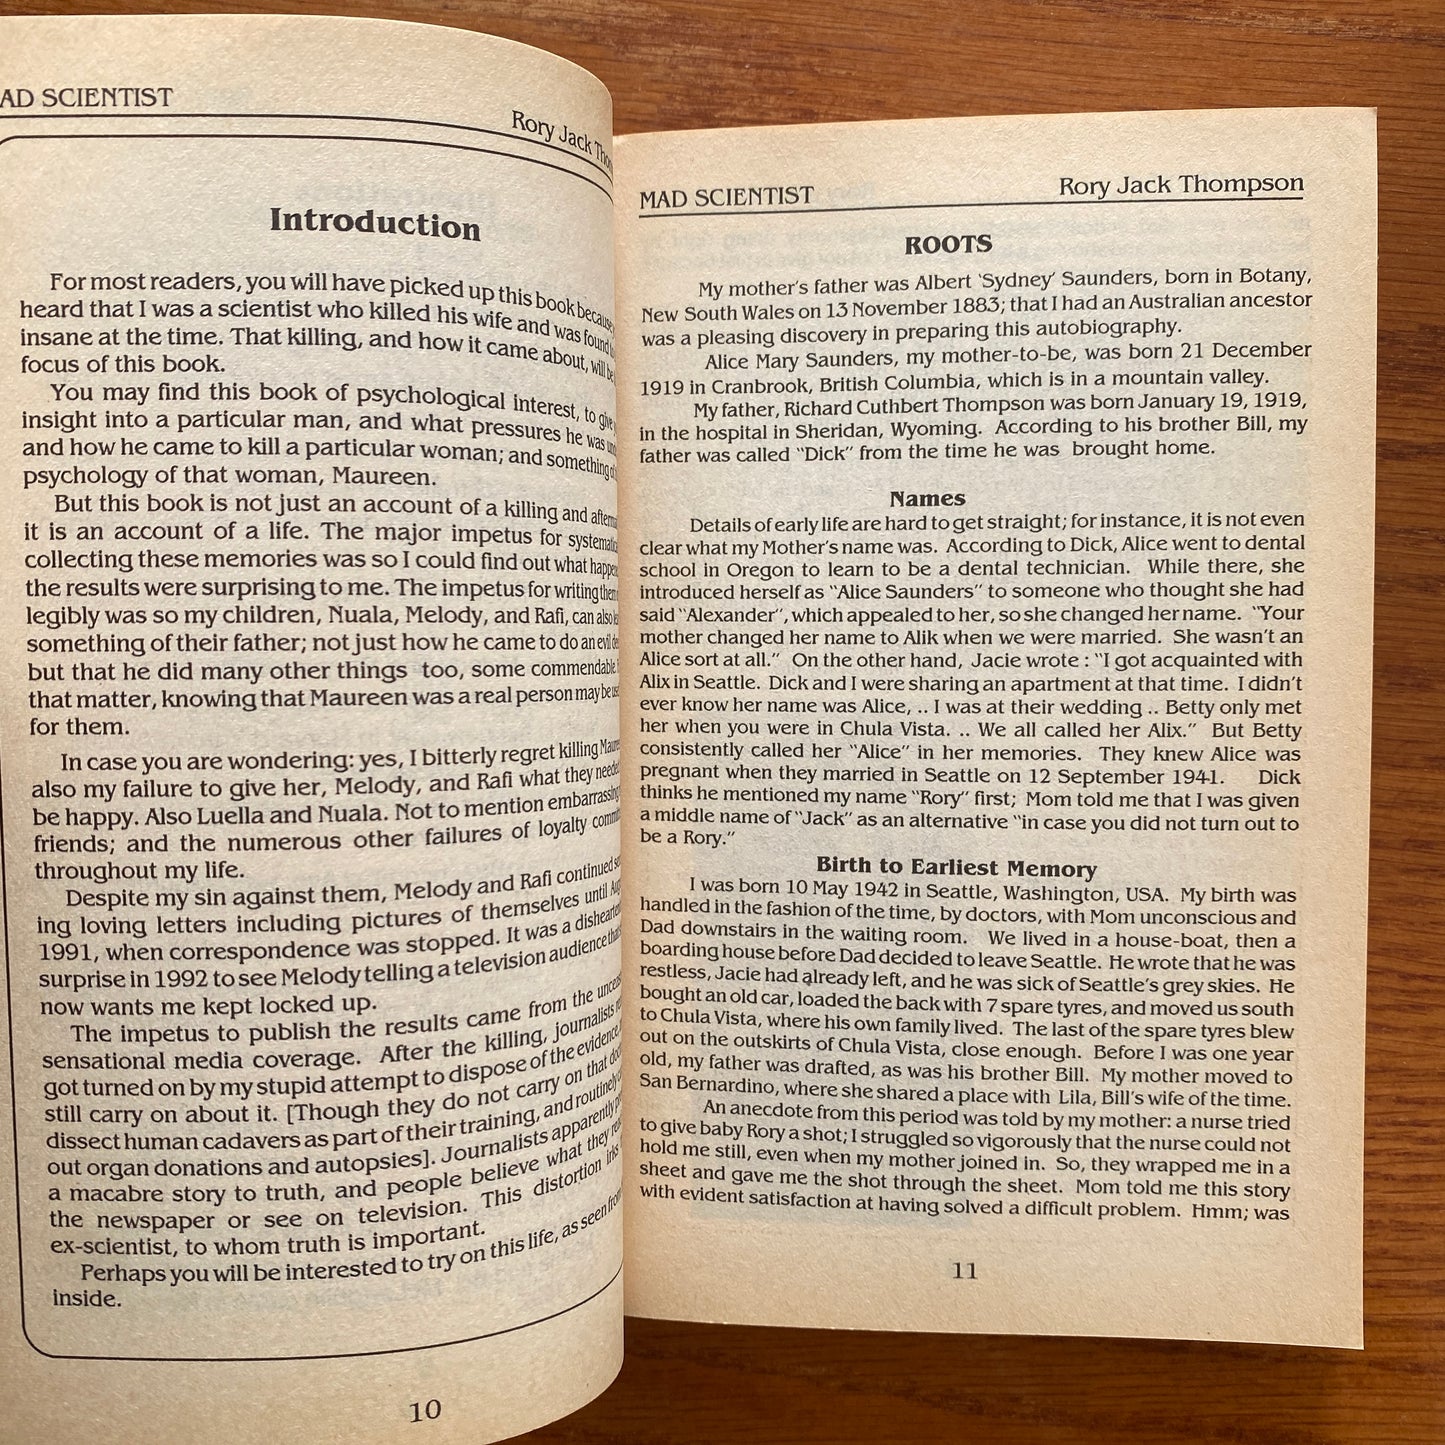 AD SCIENTIST
Rory Jack
Introduction
For most readers, you will have picked up this book because
heard that I was a scientist who killed his wife and was found
insane at the time. That killing, and how it came about, will be
focus of this book.
You may find this book of psychological interest, to give
insight into a particular man, and what pressures he was
and how he came to kill a particular woman; and something
psychology of that woman, Maureen.
But this book is not just an account of a killing and
it is an account of a life. The major impetus for
collecting these memories was so I could find out what
the results were surprising to me. The impetus for writing
legibly was so my children, Nuala, Melody, and Rafi, can also
something of their father; not just how he came to do an evil
but that he did many other things too, some commendable
that matter, knowing that Maureen was a real person may be
for them.
In case you are wondering: yes, I bitterly regret killing
also my failure to give her, Melody, and Rafi what they needed
be happy. Also Luella and Nuala. Not to mention embarrassing
friends; and the numerous other failures of loyalty
throughout my life.
Despite my sin against them, Melody and Rafi continued
ing loving letters including pictures of themselves until
1991, when correspondence was stopped. It was a
surprise in 1992 to see Melody telling a television audience
now wants me kept locked up.
The impetus to publish the results came from the
sensational media coverage. After the killing, journalists
got turned on by my stupid attempt to dispose of the evidence,
still carry on about it. [Though they do not carry on that
dissect human cadavers as part of their training, and routinely
out organ donations and autopsies]. Journalists apparently
a macabre story to truth, and people believe what they
the newspaper or see on television. This distortion irks
ex-scientist, to whom truth is important.
Perhaps you will be interested to try on this life, as seen from
inside.
10
MAD SCIENTIST
Rory Jack Thompson
ROOTS
My mother's father was Albert 'Sydney' Saunders, born in Botany,
New South Wales on 13 November 1883; that I had an Australian ancestor
was a pleasing discovery in preparing this autobiography.
Alice Mary Saunders, my mother-to-be, was born 21 December
1919 in Cranbrook, British Columbia, which is in a mountain valley.
My father, Richard Cuthbert Thompson was born January 19, 1919,
in the hospital in Sheridan, Wyoming. According to his brother Bill, my
father was called "Dick" from the time he was brought home.
Names
Details of early life are hard to get straight; for instance, it is not even
clear what my Mother's name was. According to Dick, Alice went to dental
school in Oregon to learn to be a dental technician. While there, she
introduced herself as "Alice Saunders" to someone who thought she had
said "Alexander", which appealed to her, so she changed her name. "Your
mother changed her name to Alik when we were married. She wasn't an
Alice sort at all." On the other hand, Jacie wrote : "I got acquainted with
Alix in Seattle. Dick and I were sharing an apartment at that time. I didn't
ever know her name was Alice, .. I was at their wedding .. Betty only met
her when you were in Chula Vista. .. We all called her Alix." But Betty
consistently called her "Alice" in her memories. They knew Alice was
pregnant when they married in Seattle on 12 September 1941. Dick
thinks he mentioned my name "Rory" first; Mom told me that I was given
a middle name of "Jack" as an alternative "in case you did not turn out to
be a Rory."
Birth to Earliest Memory
I was born 10 May 1942 in Seattle, Washington, USA. My birth was
handled in the fashion of the time, by doctors, with Mom unconscious and
Dad downstairs in the waiting room. We lived in a house-boat, then a
boarding house before Dad decided to leave Seattle. He wrote that he was
restless, Jacie had already left, and he was sick of Seattle's grey skies. He
bought an old car, loaded the back with 7 spare tyres, and moved us south
to Chula Vista, where his own family lived. The last of the spare tyres blew
out on the outskirts of Chula Vista, close enough. Before I was one year
old, my father was drafted, as was his brother Bill. My mother moved to
San Bernardino, where she shared a place with Lila, Bill's wife of the time.
An anecdote from this period was told by my mother: a nurse tried
to give baby Rory a shot; I struggled so vigorously that the nurse could not
hold me still, even when my mother joined in. So, they wrapped me in a
sheet and gave me the shot through the sheet. Mom told me this story
with evident satisfaction at having solved a difficult problem. Hmm; was
11